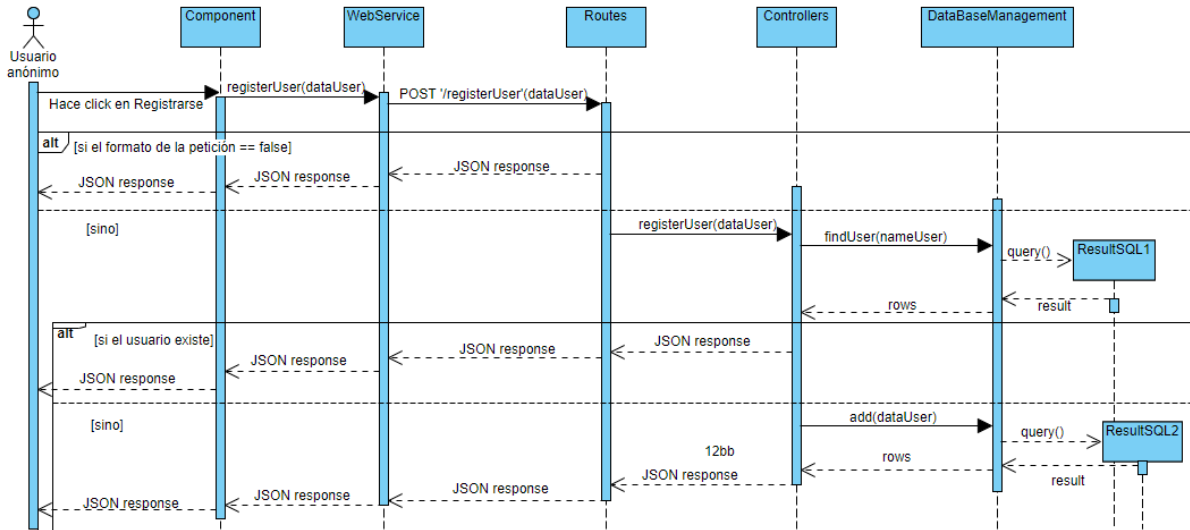 Component
WebService
Routes
Controllers
DataBaseManagement
Usuario
anónimo
Hace click en Registrarse
registerUser(dataUser)
POST '/registerUser'(dataUser)
alt
[si el formato de la petición == false]
JSON response
JSON response
JSON response
[sino]
registerUser(dataUser)
findUser(nameUser)
query()
ResultSQL1
result
rows
alt
[si el usuario existe]
JSON response
JSON response
JSON response
JSON response
[sino]
add(dataUser)
query()
ResultSQL2
result
rows
12bb
JSON response
JSON response
JSON response
JSON response